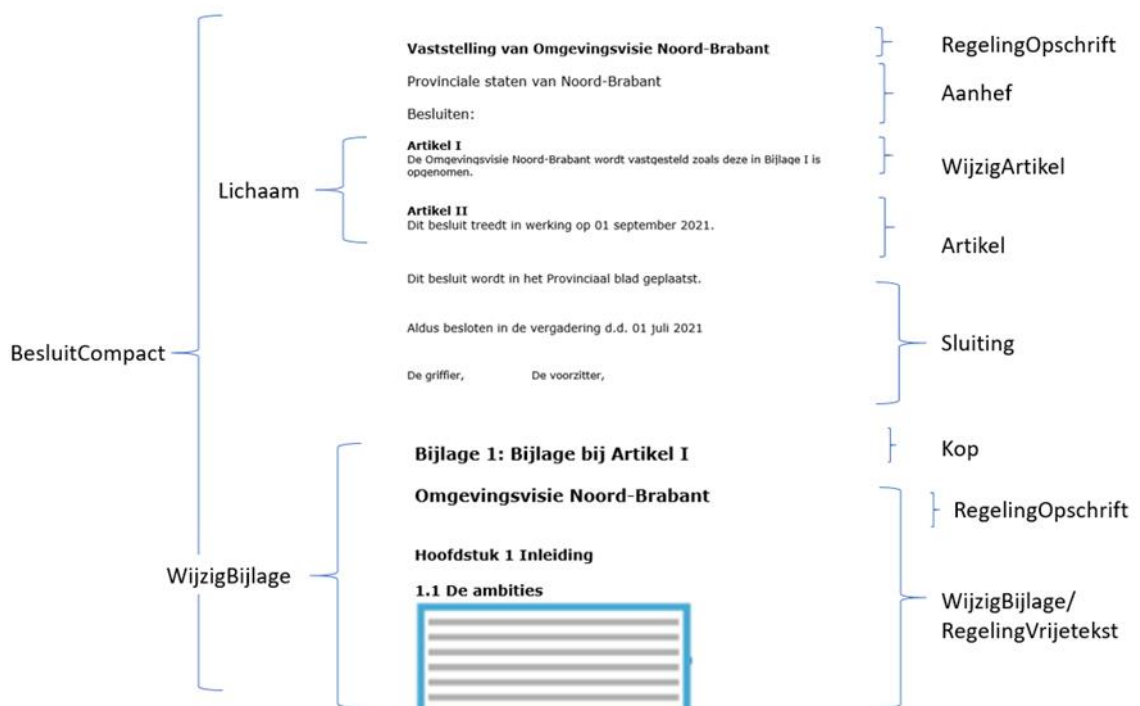 Vaststelling van Omgevingsvisie Noord-Brabant
RegelingOpschrift
Provinciale staten van Noord-Brabant
Aanhef
Besluiten:
Artikel I
De Omgevingsvisie Noord-Brabant wordt vastgesteld zoals deze in Bijlage I is
opgenomen.
WijzigArtikel
Lichaam
Artikel II
Dit besluit treedt in werking op 01 september 2021.
Artikel
Dit besluit wordt in het Provinciaal blad geplaatst.
Aldus besloten in de vergadering d.d. 01 juli 2021
Sluiting
BesluitCompact
De griffier, De voorzitter,
Bijlage 1: Bijlage bij Artikel I
Kop
Omgevingsvisie Noord-Brabant
RegelingOpschrift
Hoofdstuk 1 Inleiding
WijzigBijlage
1.1 De ambities
WijzigBijlage/
RegelingVrijetekst